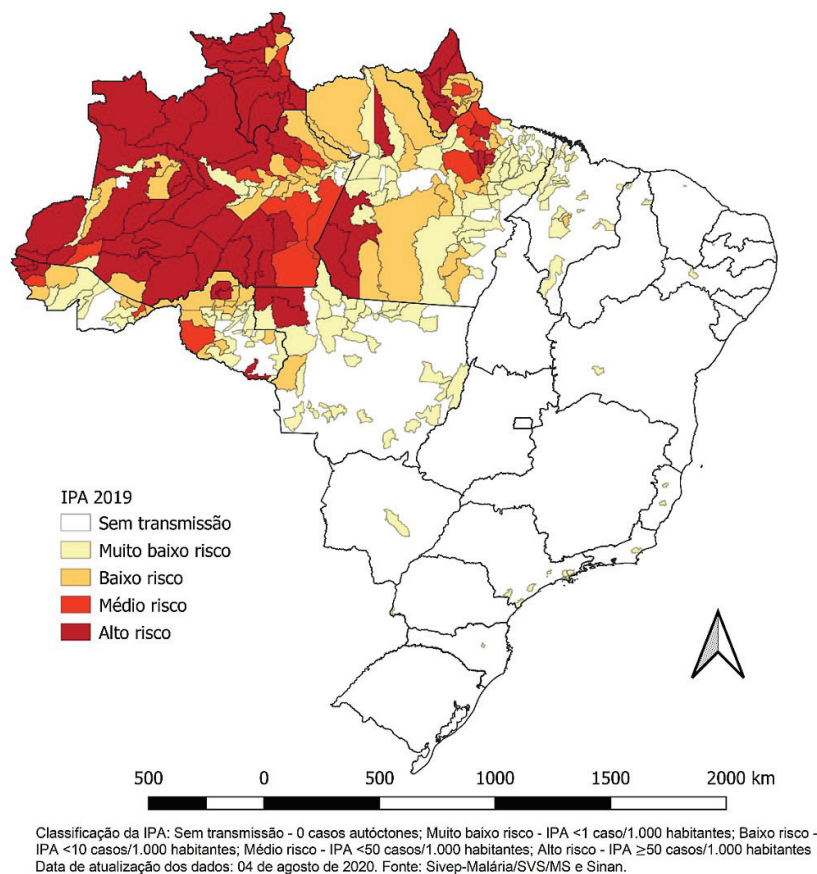 IPA 2019
Sem transmissão
Muito baixo risco
Baixo risco
Médio risco
Alto risco
500 0 500 1000 1500 2000 km
Classificação da IPA: Sem transmissão - 0 casos autóctones; Muito baixo risco - IPA <1 caso/1.000 habitantes; Baixo risco -
IPA <10 casos/1.000 habitantes; Médio risco - IPA <50 casos/1.000 habitantes; Alto risco - IPA ≥50 casos/1.000 habitantes
Data de atualização dos dados: 04 de agosto de 2020. Fonte: Sivep-Malária/SVS/MS e Sinan.